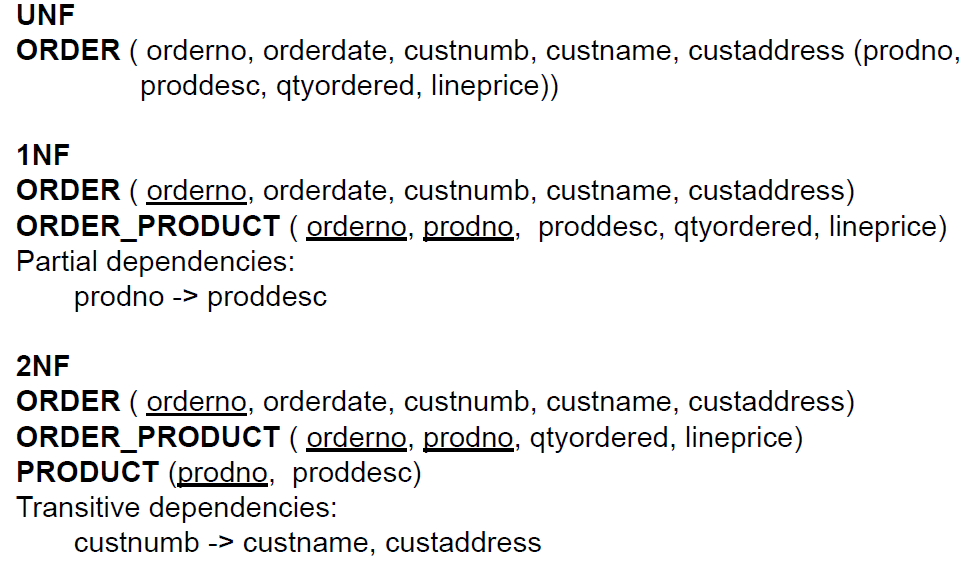 UNF
ORDER ( orderno, orderdate, custnumb, custname, custaddress (prodno,
proddesc, qtyordered, lineprice))
1NF
ORDER ( orderno, orderdate, custnumb, custname, custaddress)
ORDER_PRODUCT ( orderno, prodno,  proddesc, qtyordered, lineprice)
Partial dependencies:
prodno -> proddesc
2NF
ORDER ( orderno, orderdate, custnumb, custname, custaddress)
ORDER_PRODUCT ( orderno, prodno, qtyordered, lineprice)
PRODUCT (prodno,  proddesc)
Transitive dependencies:
custnumb -> custname, custaddress